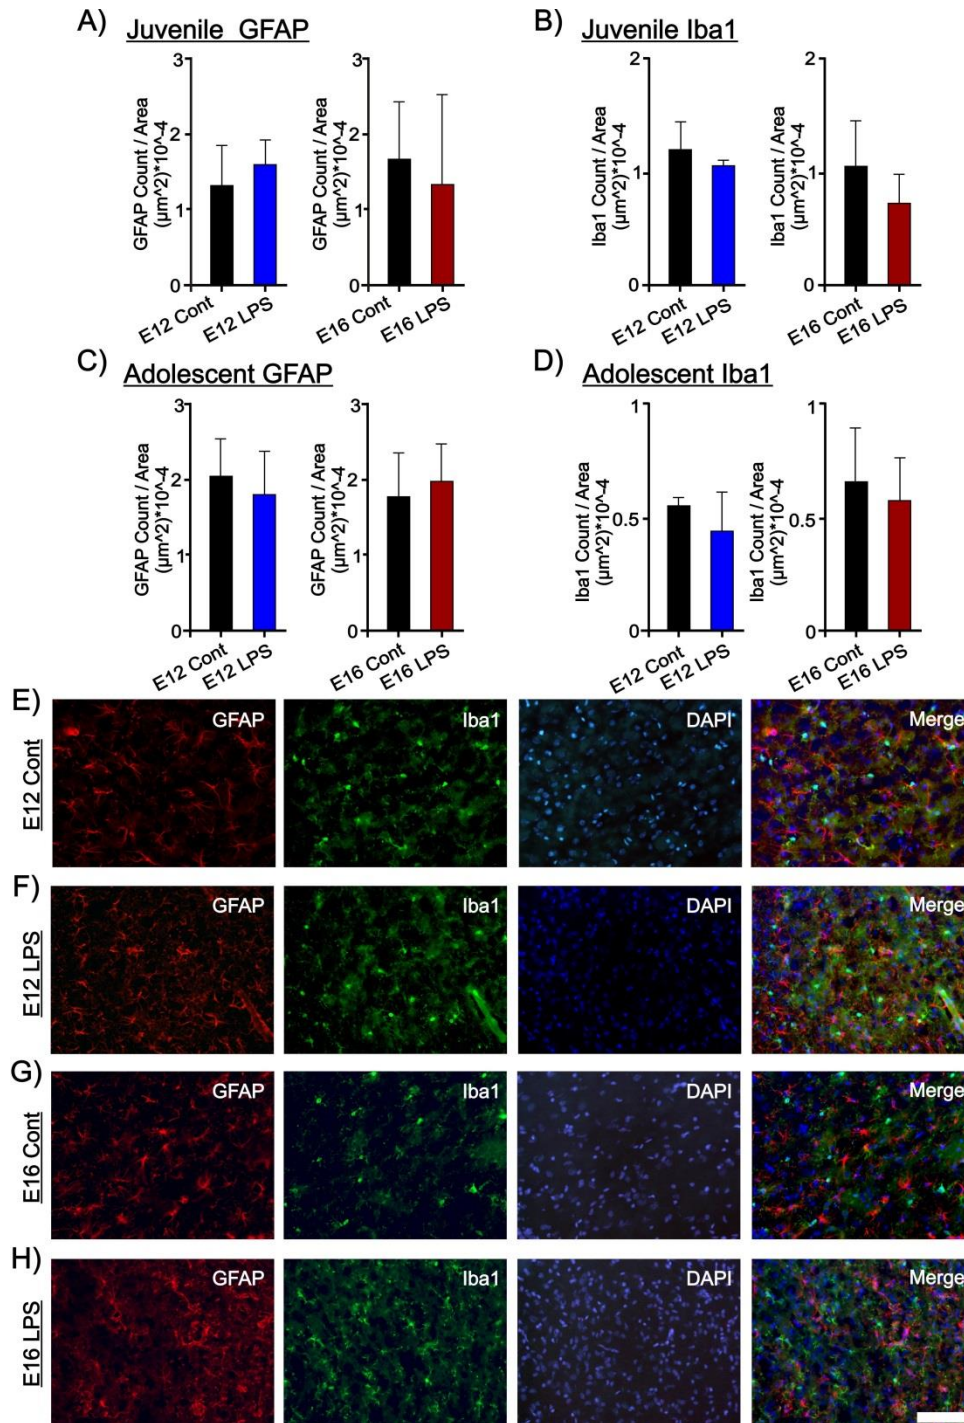 A) Juvenile GFAP
GFAP Count / Area
(µm^2)*10^-4
3
2
1
0
E12 Cont
E12 LPS
GFAP Count / Area
(µm^2)*10^-4
3
2
1
0
E16 Cont
E16 LPS
B) Juvenile Iba1
Iba1 Count / Area
(µm^2)*10^-4
2
1
0
E12 Cont
E12 LPS
Iba1 Count / Area
(µm^2)*10^-4
2
1
0
E16 Cont
E16 LPS
C) Adolescent GFAP
GFAP Count / Area
(µm^2)*10^-4
3
2
1
0
E12 Cont
E12 LPS
GFAP Count / Area
(µm^2)*10^-4
3
2
1
0
E16 Cont
E16 LPS
D) Adolescent Iba1
Iba1 Count / Area
(µm^2)*10^-4
1
0.5
0
E12 Cont
E12 LPS
Iba1 Count / Area
(µm^2)*10^-4
1
0.5
0
E16 Cont
E16 LPS
E) E12 Cont
GFAP
Iba1
DAPI
Merge
F) E12 LPS
GFAP
Iba1
DAPI
Merge
G) E16 Cont
GFAP
Iba1
DAPI
Merge
H) E16 LPS
GFAP
Iba1
DAPI
Merge